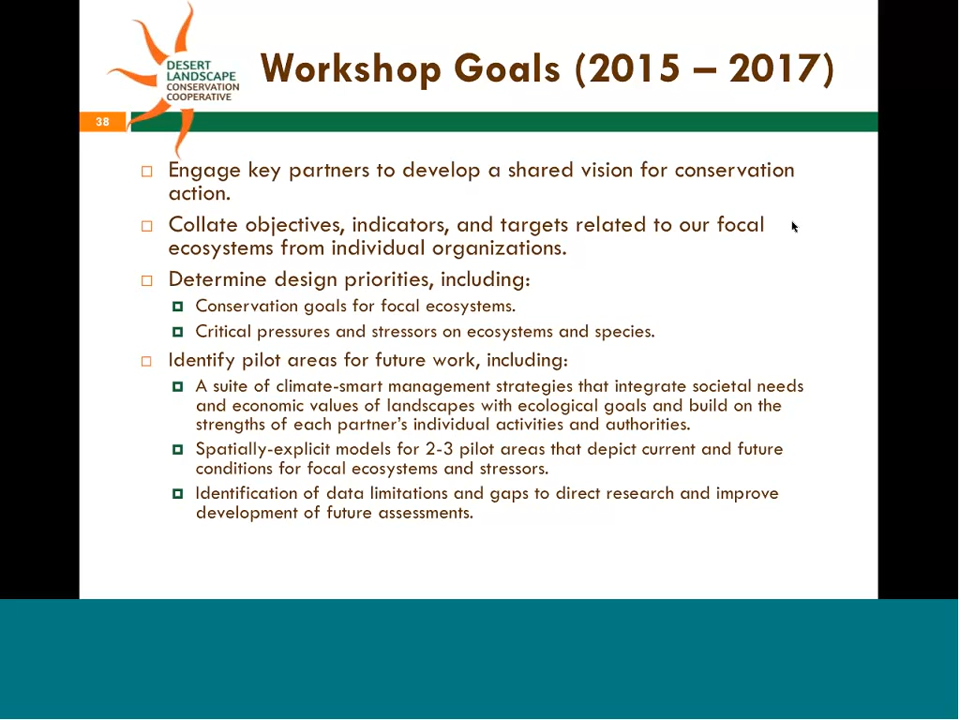 DESERT
LANDSCAPE
CONSERVATION
COOPERATIVE
Workshop Goals (2015 – 2017)
38
Engage key partners to develop a shared vision for conservation
action.
Collate objectives, indicators, and targets related to our focal
ecosystems from individual organizations.
Determine design priorities, including:
Conservation goals for focal ecosystems.
Critical pressures and stressors on ecosystems and species.
Identify pilot areas for future work, including:
A suite of climate-smart management strategies that integrate societal needs
and economic values of landscapes with ecological goals and build on the
strengths of each partner's individual activities and authorities.
Spatially-explicit models for 2-3 pilot areas that depict current and future
conditions for focal ecosystems and stressors.
Identification of data limitations and gaps to direct research and improve
development of future assessments.